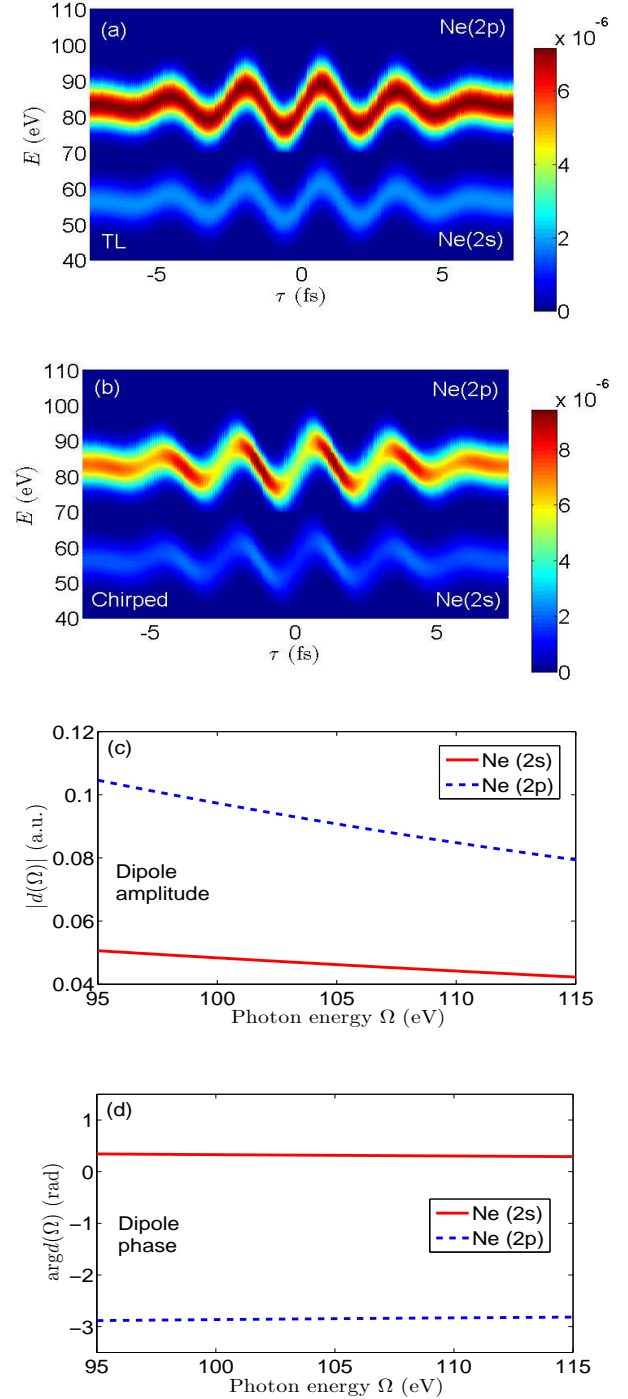 (a)
Ne(2p)
TL
Ne(2s)
110
100
90
80
70
60
50
40
E (eV)
-5
0
5
τ (fs)
x 10^-6
6
4
2
0
(b)
Ne(2p)
Chirped
Ne(2s)
110
100
90
80
70
60
50
40
E (eV)
-5
0
5
τ (fs)
x 10^-6
8
6
4
2
0
(c)
Ne (2s)
Ne (2p)
Dipole
amplitude
0.12
0.1
0.08
0.06
0.04
|d(Ω)| (a.u.)
95
100
105
110
115
Photon energy Ω (eV)
(d)
Ne (2s)
Ne (2p)
Dipole
phase
1
0
−1
−2
−3
argd(Ω) (rad)
95
100
105
110
115
Photon energy Ω (eV)